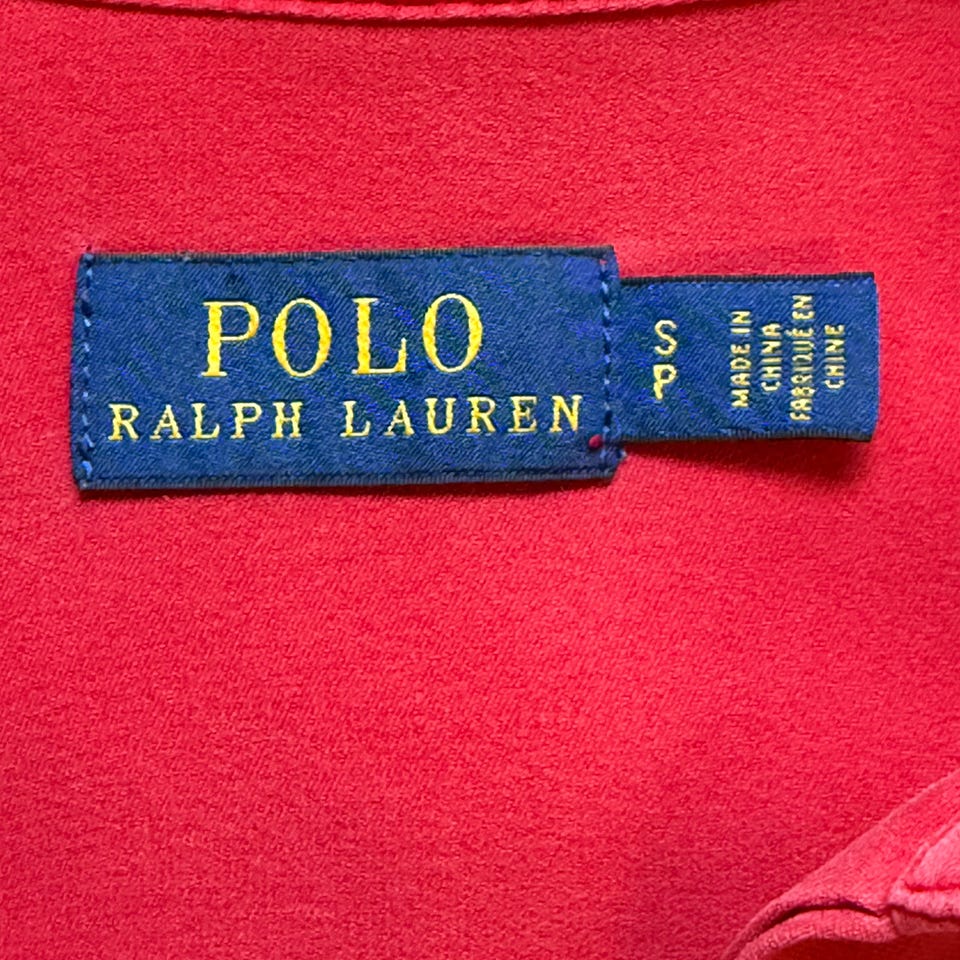 POLO
RALPH LAUREN
S
P
MADE IN
CHINA
FABRIQUÉ EN
CHINE